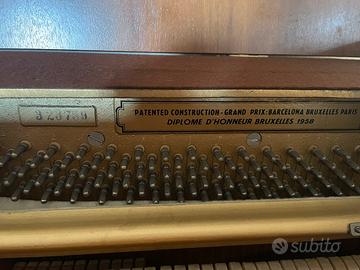 PATENTED CONSTRUCTION-GRAND PRIX:BARCELONA BRUXELLES PARIS
DIPLOME D'HONNEUR BRUXELLES 1958
subito